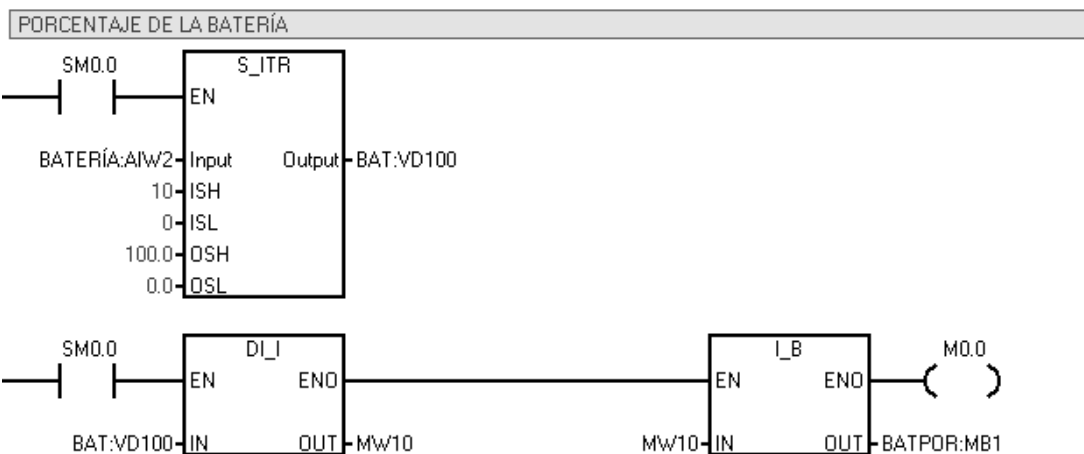 PORCENTAJE DE LA BATERÍA
SM0.0
S_ITR
EN
BATERÍA:AIW2 Input Output BAT:VD100
10 ISH
0 ISL
100.0 OSH
0.0 OSL
SM0.0 DI_I I_B M0.0
EN ENO EN ENO
BAT:VD100 IN OUT MW10 MW10 IN OUT BATPOR:MB1